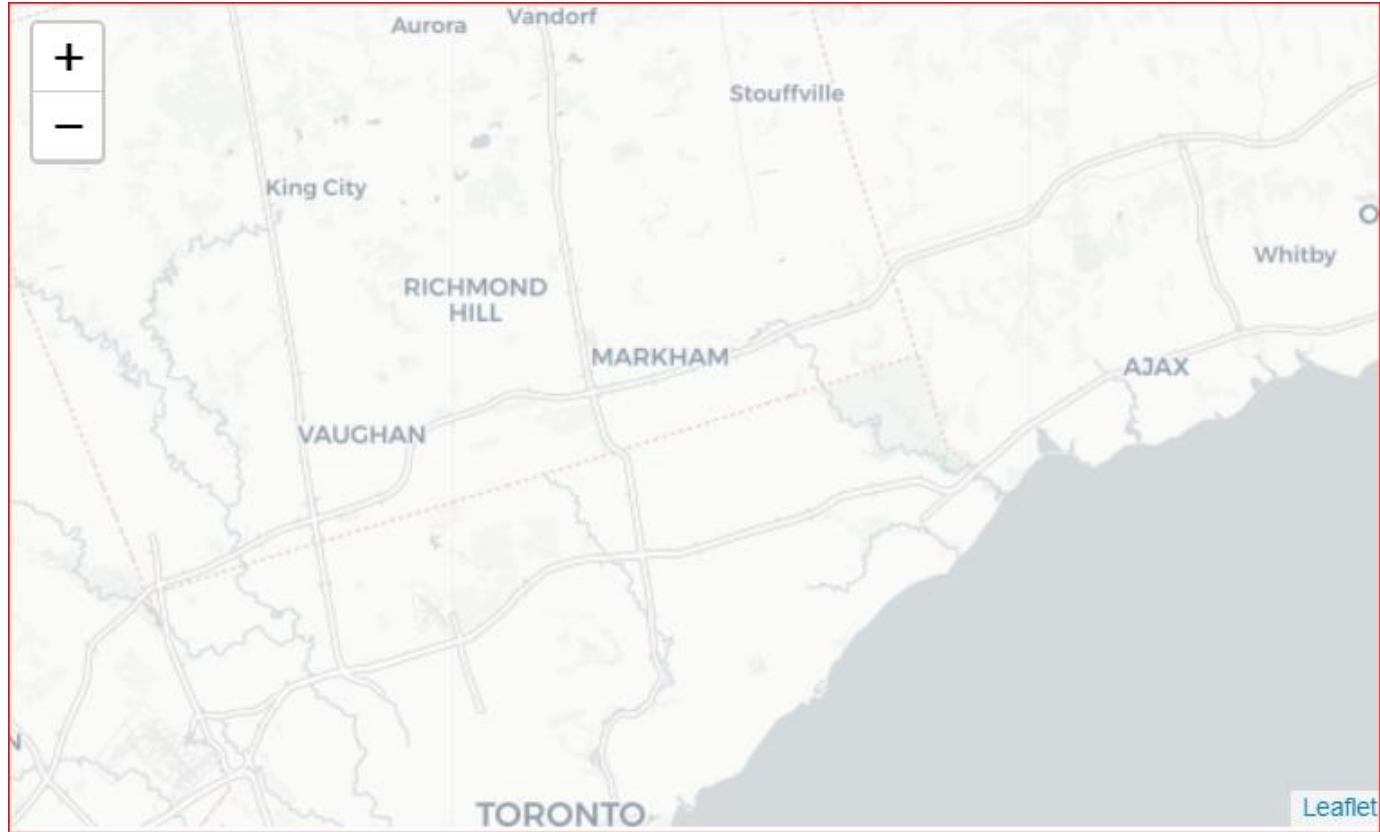 +
−
Aurora
Vandorf
Stouffville
King City
RICHMOND
HILL
Whitby
MARKHAM
AJAX
VAUGHAN
TORONTO
Leaflet